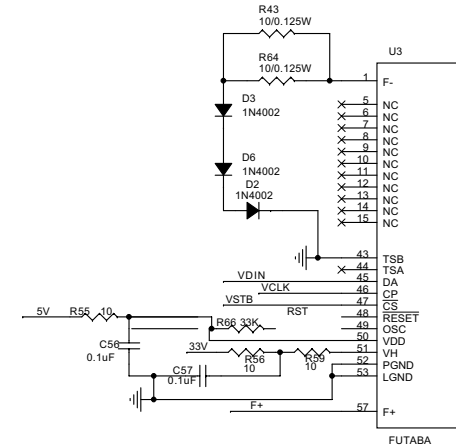 R43
10/0.125W
U3
R64
10/0.125W
1
F-
D3
1N4002
5 NC
6 NC
7 NC
8 NC
9 NC
10 NC
11 NC
12 NC
13 NC
14 NC
15 NC
D6
1N4002
D2
1N4002
43 TSB
44 TSA
VDIN 45 DA
VCLK 46 CP
VSTB 47 CS
RST 48 RESET
49 OSC
50 VDD
51 VH
52 PGND
53 LGND
5V R55 10
R66 33K
C56
0.1uF
33V
R56
10
R59
10
C57
0.1uF
F+ 57 F+
FUTABA